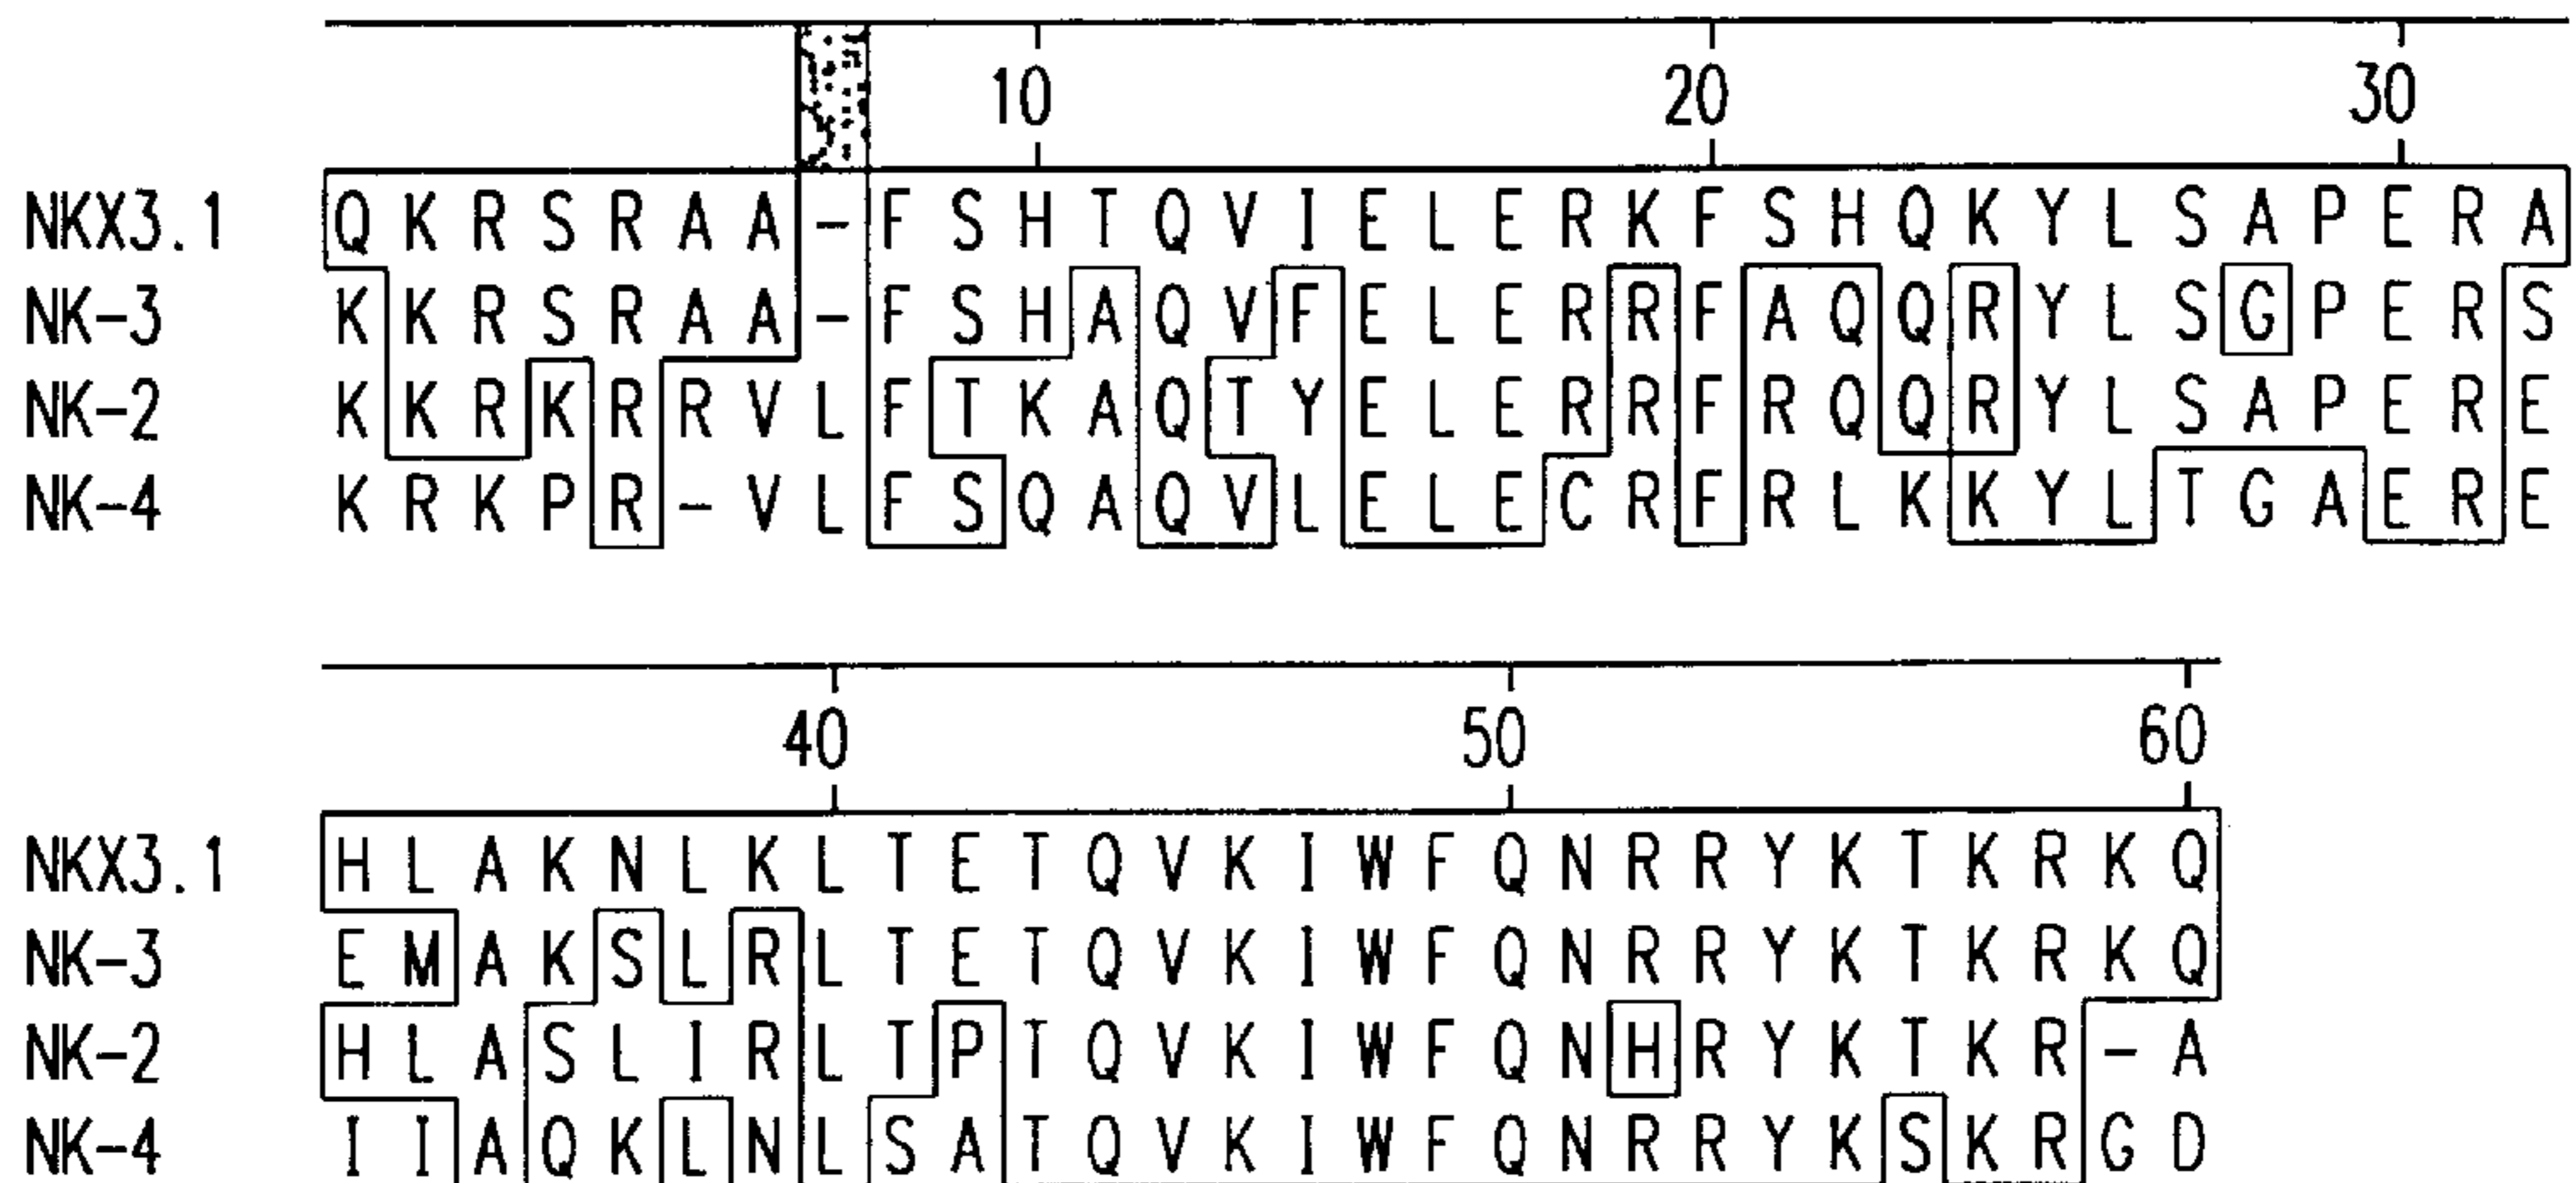 10 20 30
NKX3.1 Q K R S R A A - F S H T Q V I E L E R K F S H Q K Y L S A P E R A
NK-3 K K R S R A A - F S H A Q V F E L E R R F A Q Q R Y L S G P E R S
NK-2 K K R K R R V L F T K A Q T Y E L E R R F R Q Q R Y L S A P E R E
NK-4 K R K P R - V L F S Q A Q V L E L E C R F R L K K Y L T G A E R E
40 50 60
NKX3.1 H L A K N L K L T E T Q V K I W F Q N R R Y K T K R K Q
NK-3 E M A K S L R L T E T Q V K I W F Q N R R Y K T K R K Q
NK-2 H L A S L I R L T P T Q V K I W F Q N H R Y K T K R - A
NK-4 I I A Q K L N L S A T Q V K I W F Q N R R Y K S K R G D